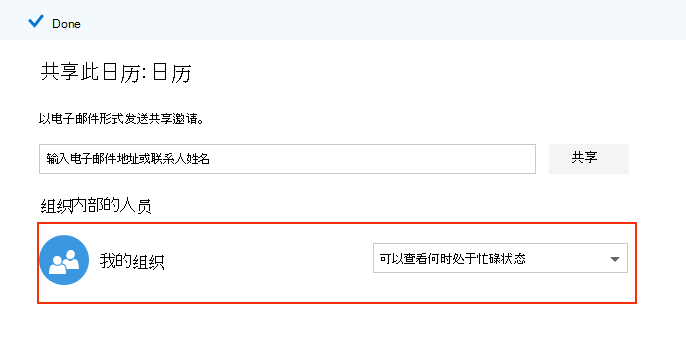 Done
共享此日历: 日历
以电子邮件形式发送共享邀请。
输入电子邮件地址或联系人姓名
共享
组织内部的人员
我的组织
可以查看何时处于忙碌状态